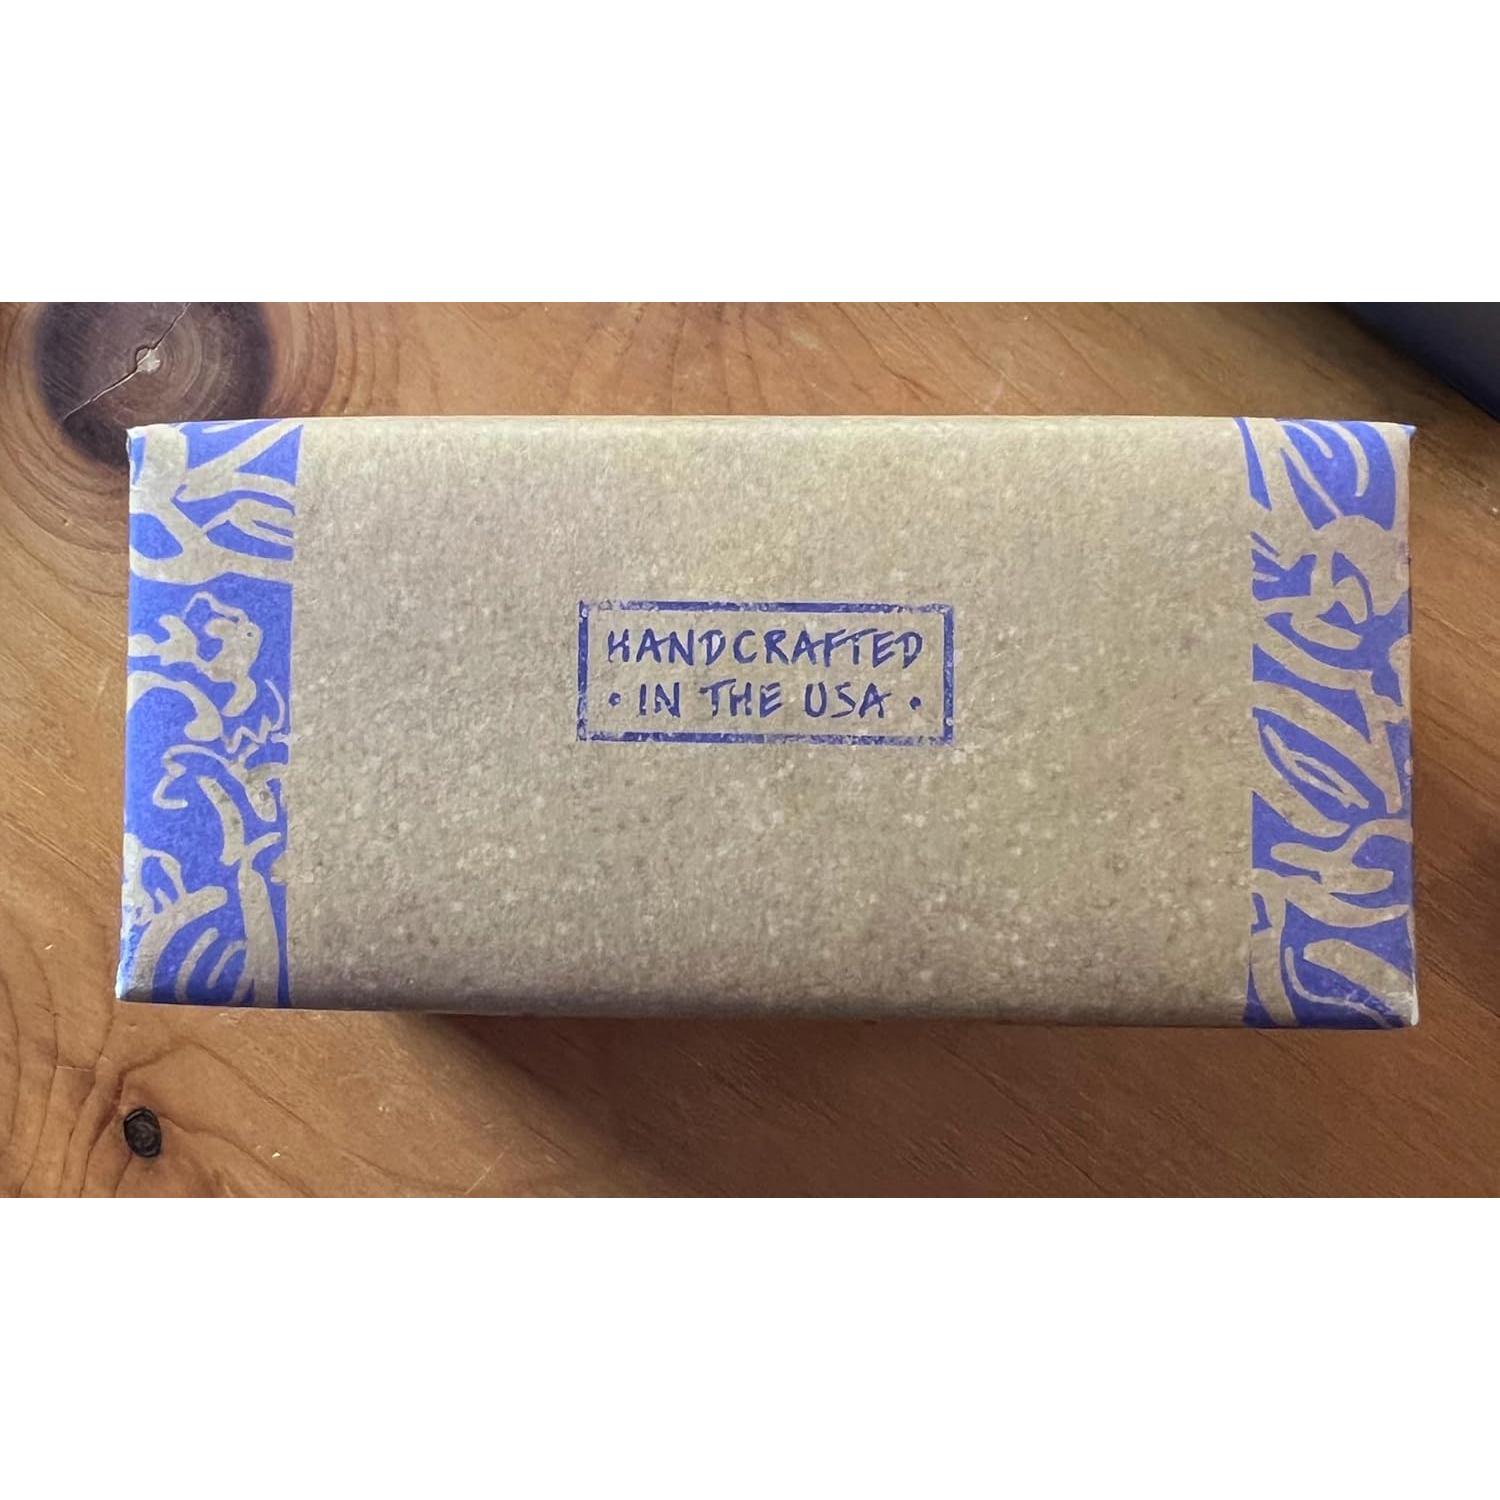 HANDCRAFTED
· IN THE USA ·